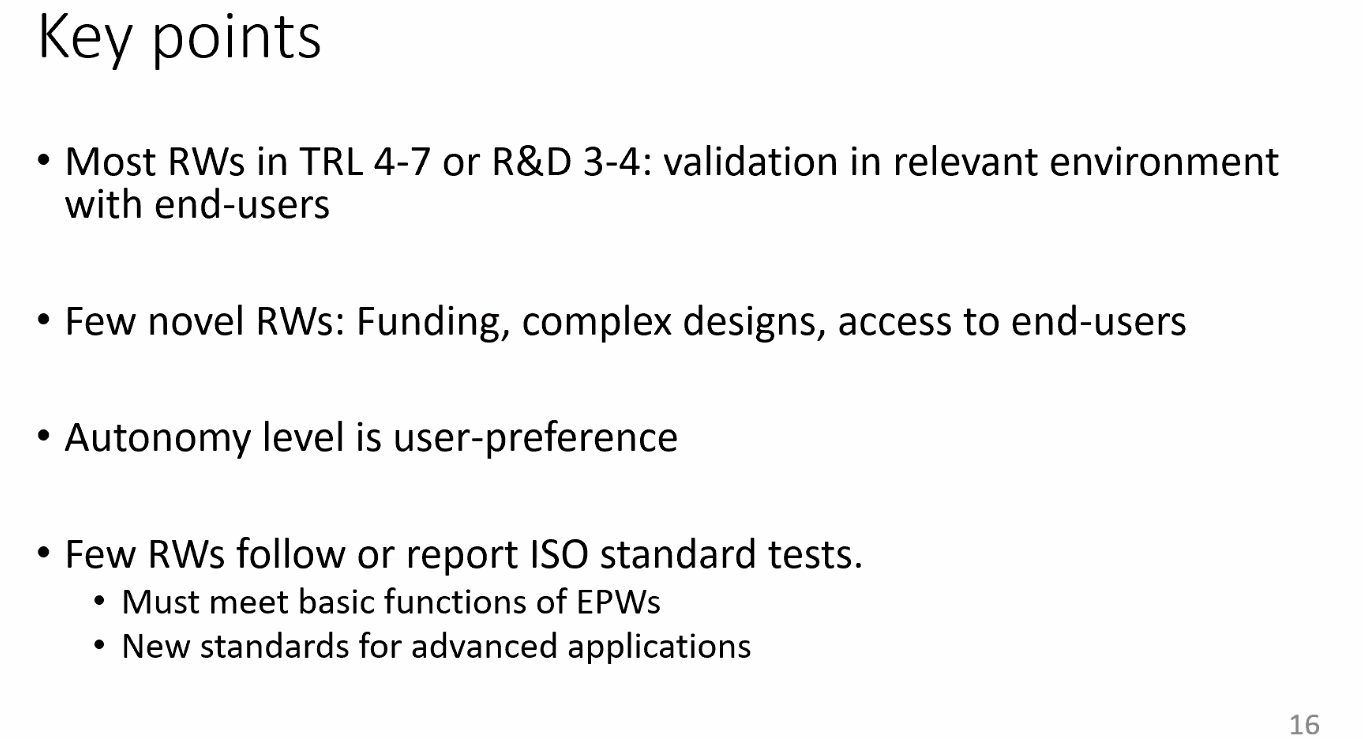 Key points
• Most RWs in TRL 4-7 or R&D 3-4: validation in relevant environment
with end-users
• Few novel RWs: Funding, complex designs, access to end-users
• Autonomy level is user-preference
• Few RWs follow or report ISO standard tests.
• Must meet basic functions of EPWs
• New standards for advanced applications
16